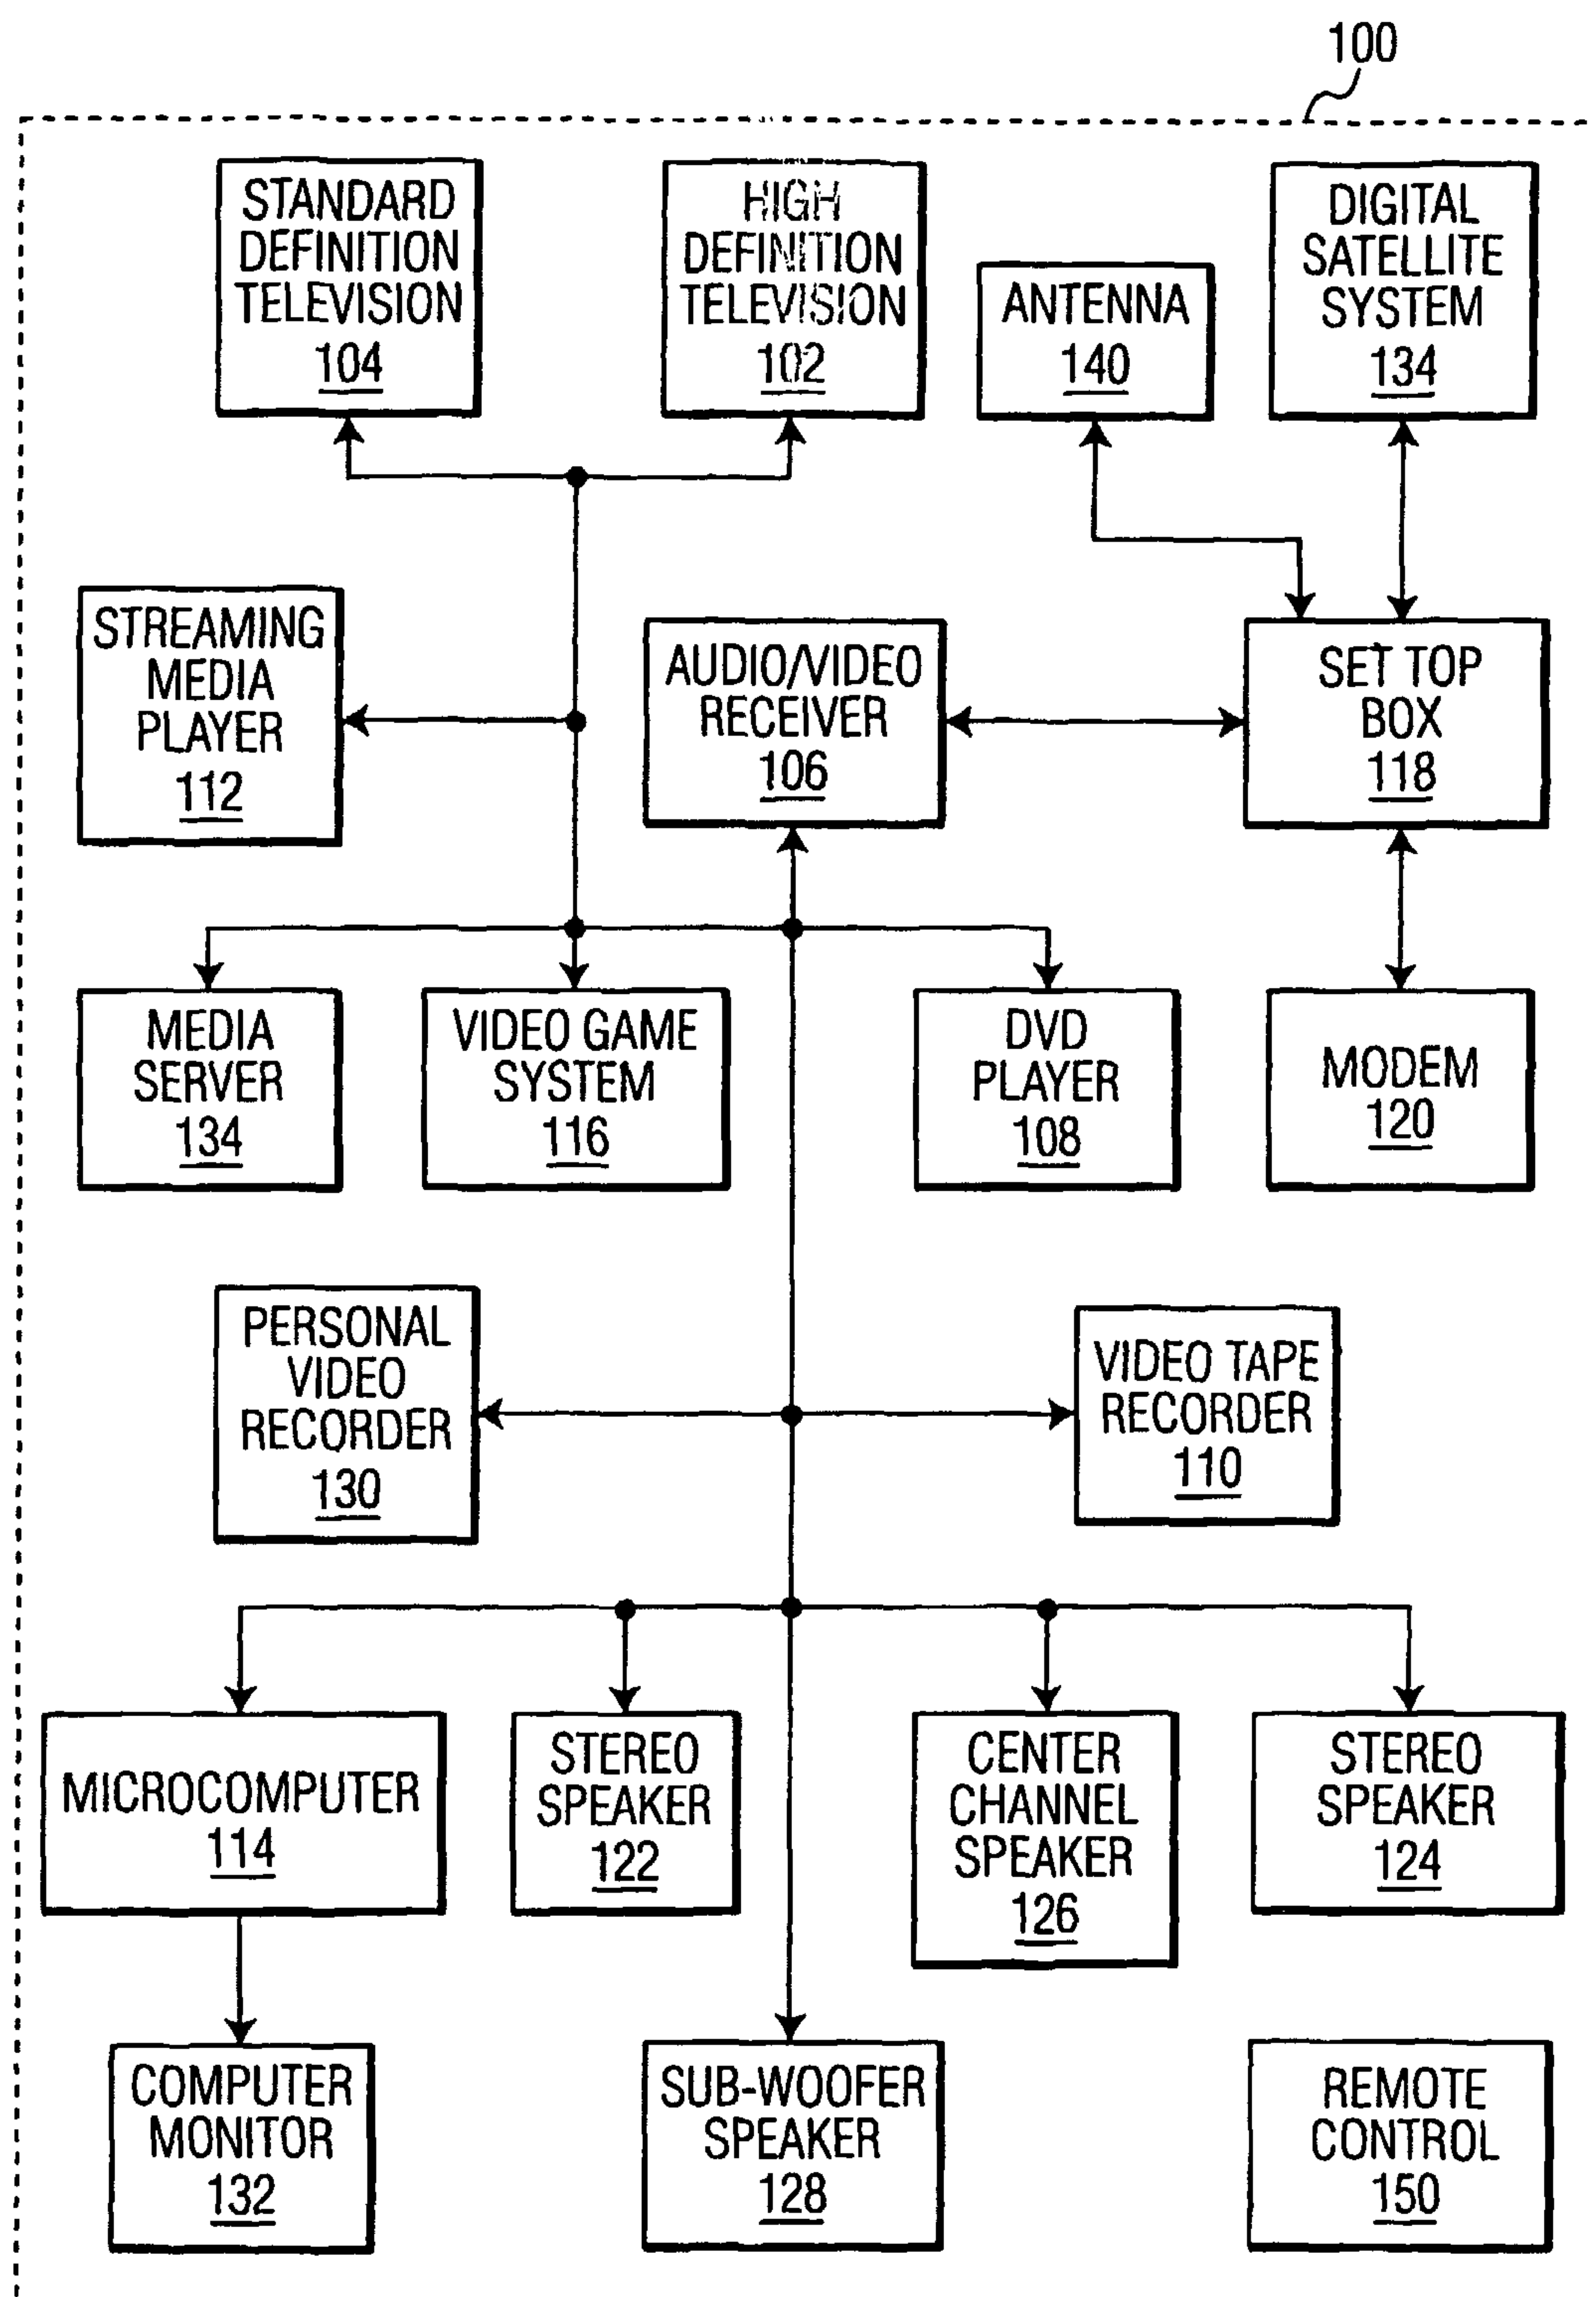 100
STANDARD
DEFINITION
TELEVISION
104
HIGH
DEFINITION
TELEVISION
102
ANTENNA
140
DIGITAL
SATELLITE
SYSTEM
134
STREAMING
MEDIA
PLAYER
112
AUDIO/VIDEO
RECEIVER
106
SET TOP
BOX
118
MEDIA
SERVER
134
VIDEO GAME
SYSTEM
116
DVD
PLAYER
108
MODEM
120
PERSONAL
VIDEO
RECORDER
130
VIDEO TAPE
RECORDER
110
MICROCOMPUTER
114
STEREO
SPEAKER
122
CENTER
CHANNEL
SPEAKER
126
STEREO
SPEAKER
124
COMPUTER
MONITOR
132
SUB-WOOFER
SPEAKER
128
REMOTE
CONTROL
150